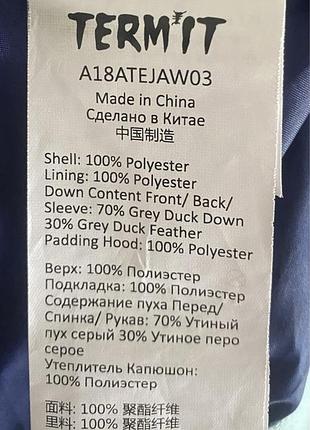 TERMIT
A18ATEJAW03
Made in China
Сделано в Китае
中国制造
Shell: 100% Polyester
Lining: 100% Polyester/
Down Content Front/ Back/
Sleeve: 70% Grey Duck Down
30% Grey Duck Feather
Padding Hood: 100% Polyester
Верх: 100% Полиэстер
Подкладка: 100% Полиэстер/
Содержание пуха Перед/
Спинка/ Рукав: 70% Утиный
пух серый 30% Утиное перо
серое
Утеплитель Капюшон:
100% Полиэстер
面料: 100% 聚酯纤维
里料: 100% 聚酯纤维